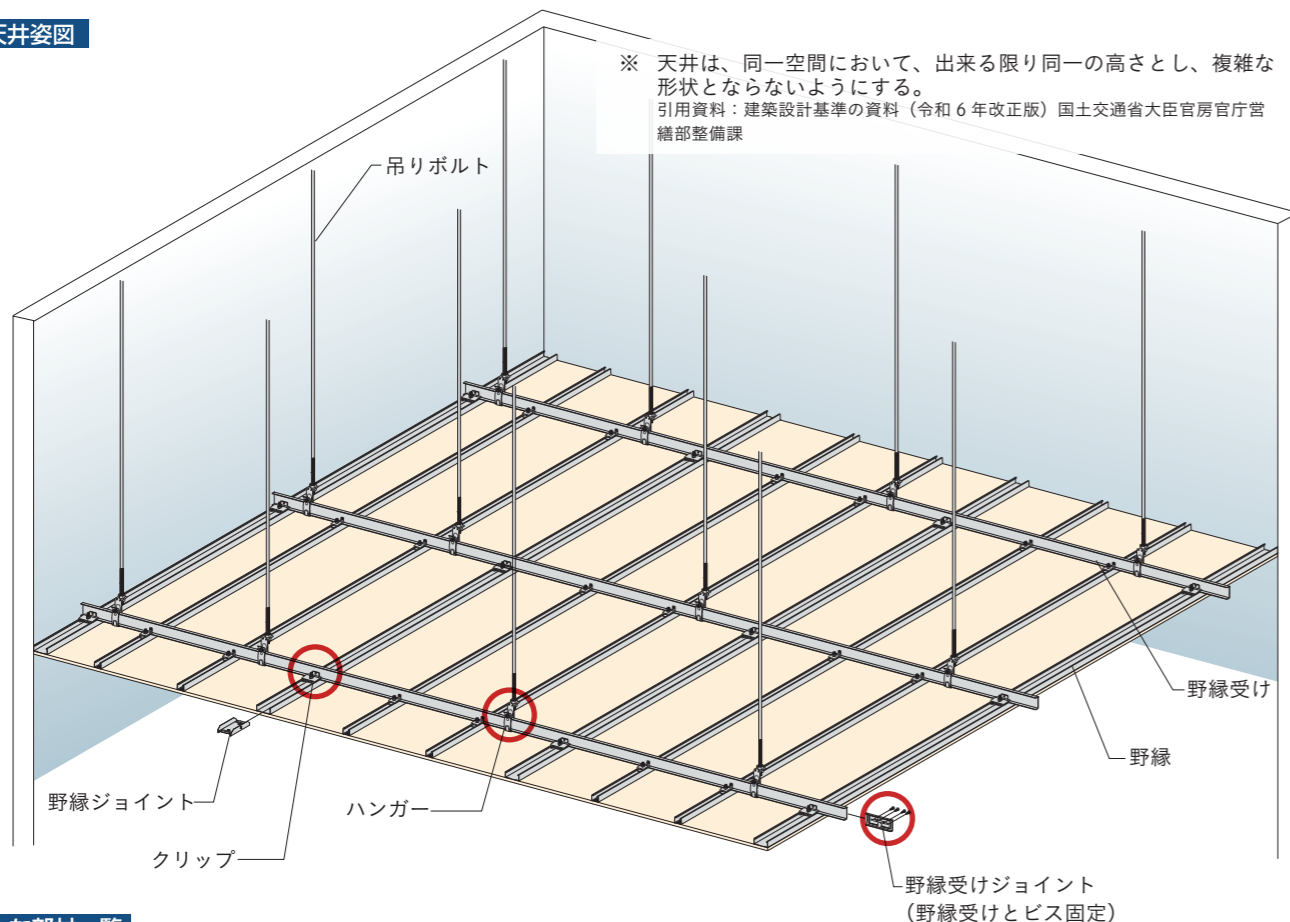 天井姿図
※ 天井は、同一空間において、出来る限り同一の高さとし、複雑な
形状とならないようにする。
引用資料：建築設計基準の資料（令和 6 年改正版）国土交通省大臣官房官庁営
繕部整備課
吊りボルト
野縁受け
野縁
野縁ジョイント
ハンガー
クリップ
野縁受けジョイント
（野縁受けとビス固定）